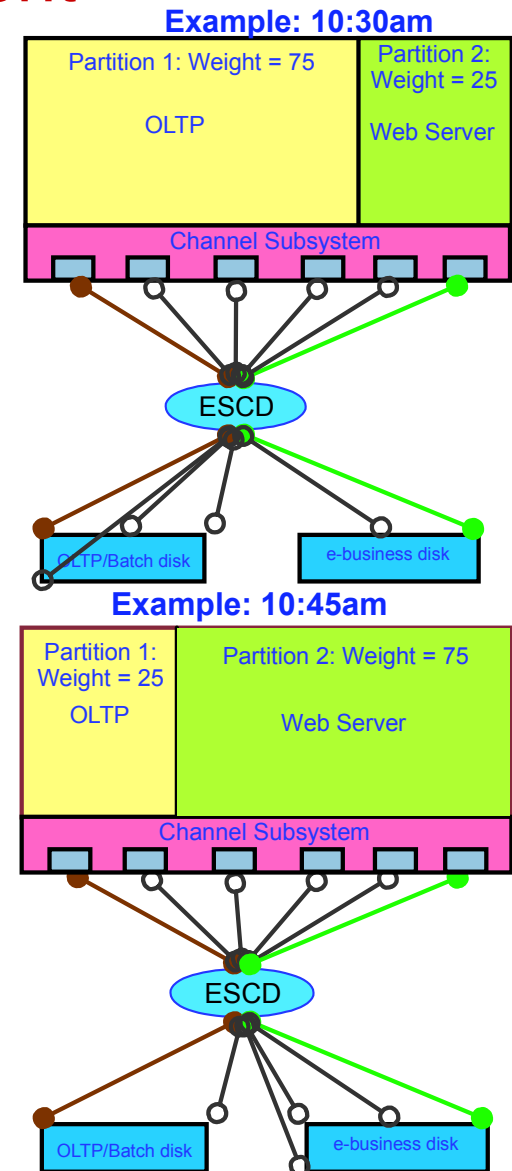 Example: 10:30am
Partition 1: Weight = 75
OLTP
Partition 2:
Weight = 25
Web Server
Channel Subsystem
ESCD
OLTP/Batch disk
e-business disk
Example: 10:45am
Partition 1:
Weight = 25
OLTP
Partition 2: Weight = 75
Web Server
Channel Subsystem
ESCD
OLTP/Batch disk
e-business disk